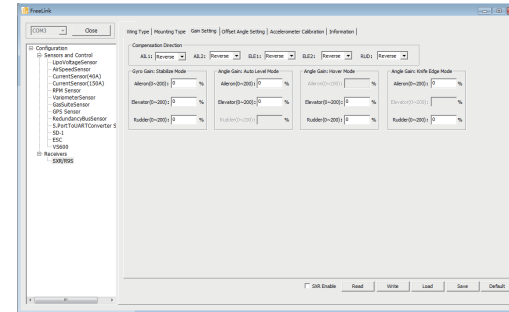 FreeLink
COM3 Close
Configuration
Sensors and Control
LipoVoltageSensor
AirSpeedSensor
CurrentSensor(40A)
CurrentSensor(150A)
RPM Sensor
VariometerSensor
GasSuiteSensor
GPS Sensor
RedundancyBusSensor
S.PortToUARTConverter S
SD-1
ESC
VS600
Receivers
SXR/R9S
Wing Type Mounting Type Gain Setting Offset Angle Setting Accelerometer Calibration Information
Compensation Direction
AIL1: Reverse AIL2: Reverse ELE1: Reverse ELE2: Reverse RUD: Reverse
Gyro Gain: Stabilize Mode
Aileron(0~200): 0 %
Elevator(0~200): 0 %
Rudder(0~200): 0 %
Angle Gain: Auto Level Mode
Aileron(0~200): 0 %
Elevator(0~200): 0 %
Rudder(0~200): %
Angle Gain: Hover Mode
Aileron(0~200): %
Elevator(0~200): 0 %
Rudder(0~200): 0 %
Angle Gain: Knife Edge Mode
Aileron(0~200): 0 %
Elevator(0~200): %
Rudder(0~200): 0 %
SXR Enable Read Write Load Save Default